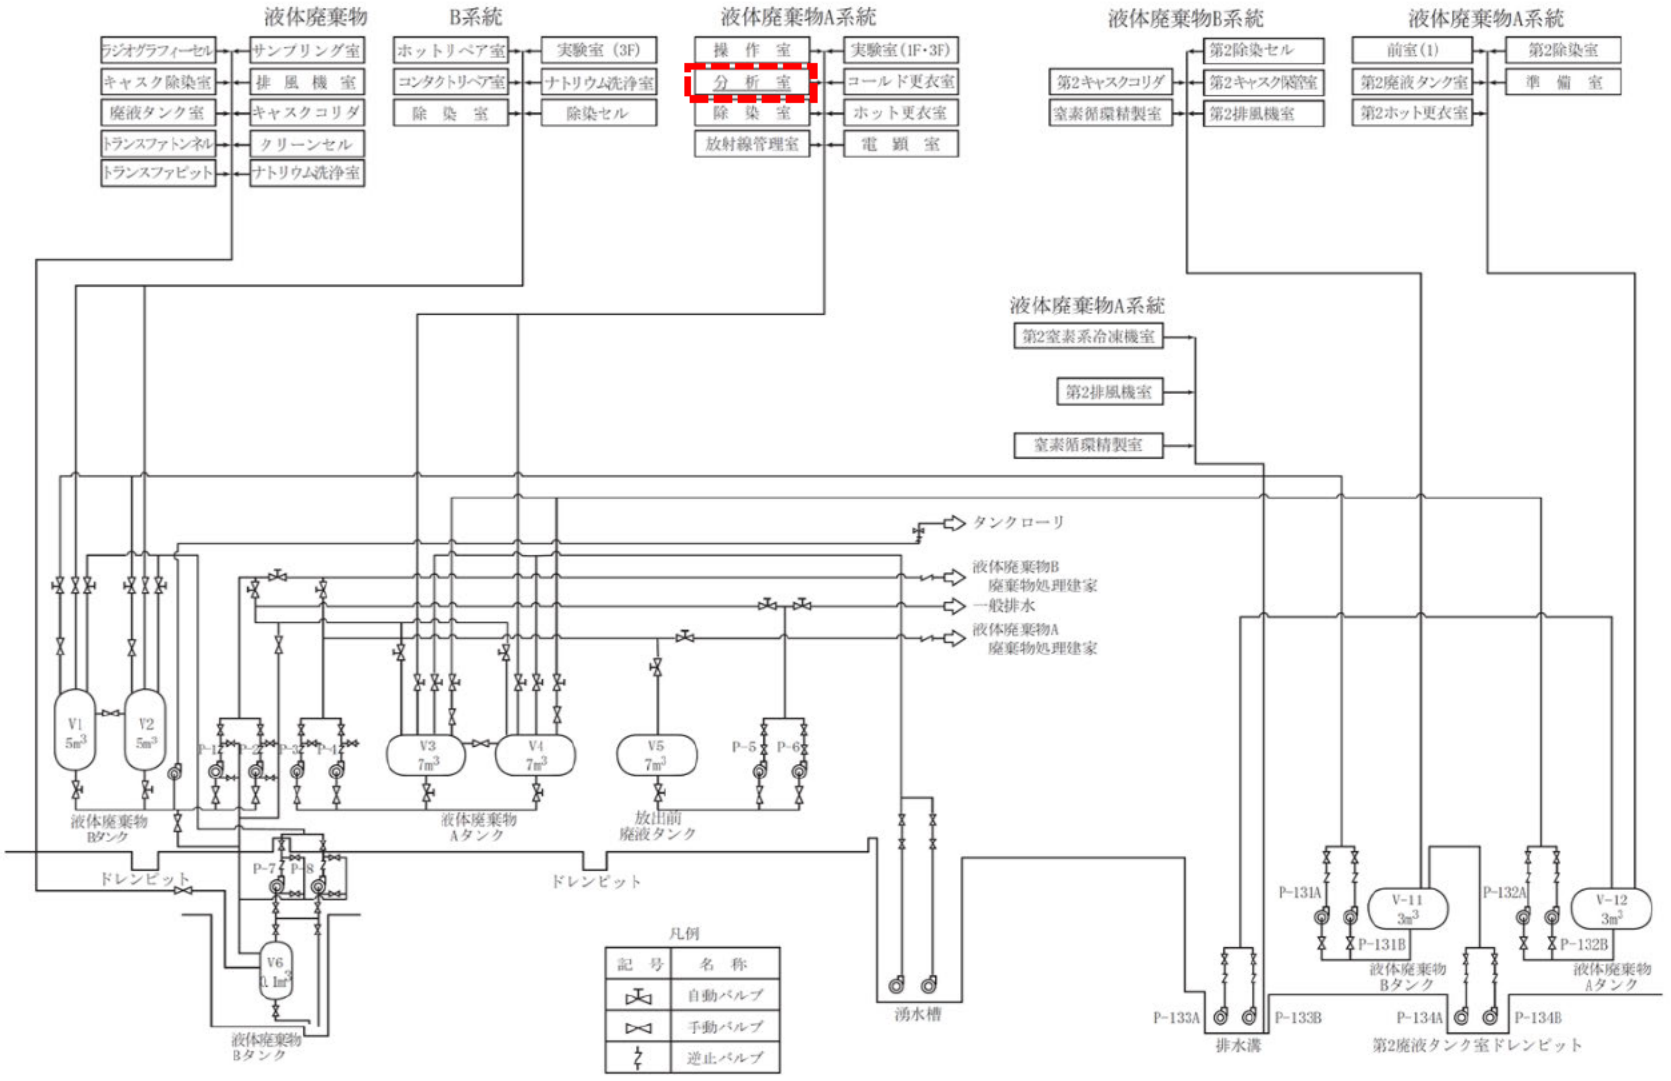 液体廃棄物 B系統
ラジオグラフィーセル サンプリング室
キャスク除染室 排風機室
廃液タンク室 キャスクコリダ
トランスファトンネル クリーンセル
トランスファピット ナトリウム洗浄室
ホットリペア室 実験室(3F)
コンタクトリペア室 ナトリウム洗浄室
除染室 除染セル
液体廃棄物A系統
操作室 実験室(1F・3F)
分析室 コールド更衣室
除染室 ホット更衣室
放射線管理室 電顕室
液体廃棄物B系統
第2除染セル
第2キャスクコリダ 第2キャスク保管室
窒素循環精製室 第2排風機室
液体廃棄物A系統
前室(1) 第2除染室
第2廃液タンク室 準備室
第2ホット更衣室
液体廃棄物A系統
第2窒素系冷凍機室
第2排風機室
窒素循環精製室
タンクローリ
液体廃棄物B
廃棄物処理建家
一般排水
液体廃棄物A
廃棄物処理建家
V1
5m³
V2
5m³
P-1
P-2
P-3
P-4
V3
7m³
V4
7m³
V5
7m³
P-5
P-6
液体廃棄物
Bタンク
液体廃棄物
Aタンク
放出前
廃液タンク
ドレンピット
P-7
P-8
ドレンピット
V6
0.1m³
液体廃棄物
Bタンク
凡例
記号 名称
自動バルブ
手動バルブ
逆止バルブ
湧水槽
P-131A
V-11
3m³
P-131B
液体廃棄物
Bタンク
P-132A
V-12
3m³
P-132B
液体廃棄物
Aタンク
P-133A
P-133B
排水溝
P-134A
P-134B
第2廃液タンク室ドレンピット